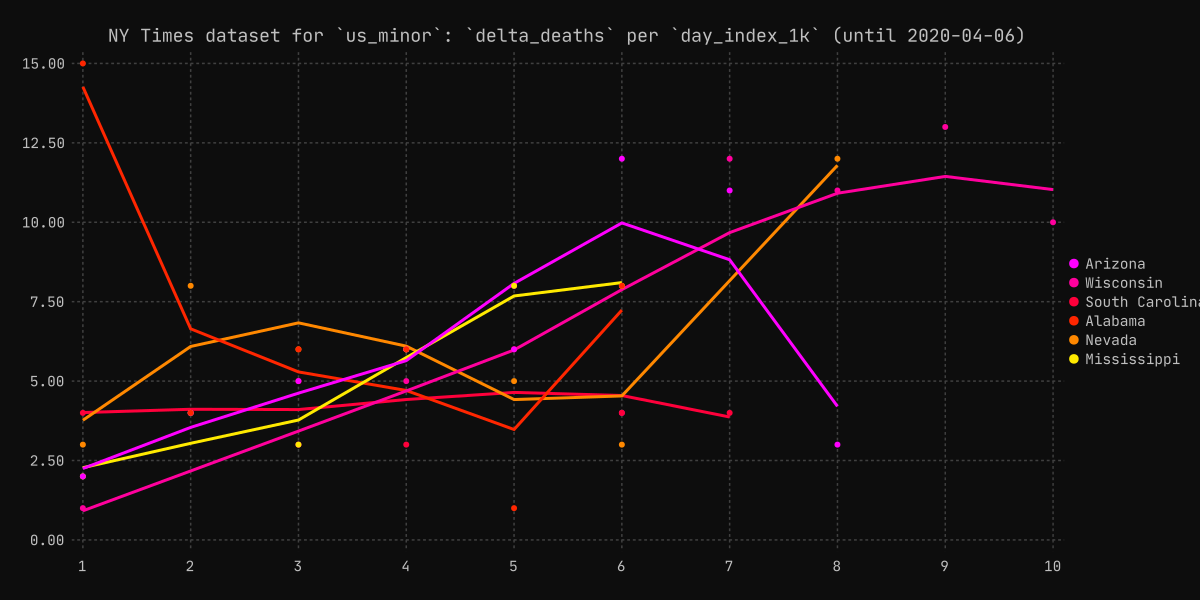 NY Times dataset for `us_minor`: `delta_deaths` per `day_index_1k` (until 2020-04-06)
15.00
12.50
10.00
7.50
5.00
2.50
0.00
1 2 3 4 5 6 7 8 9 10
Arizona
Wisconsin
South Carolina
Alabama
Nevada
Mississippi